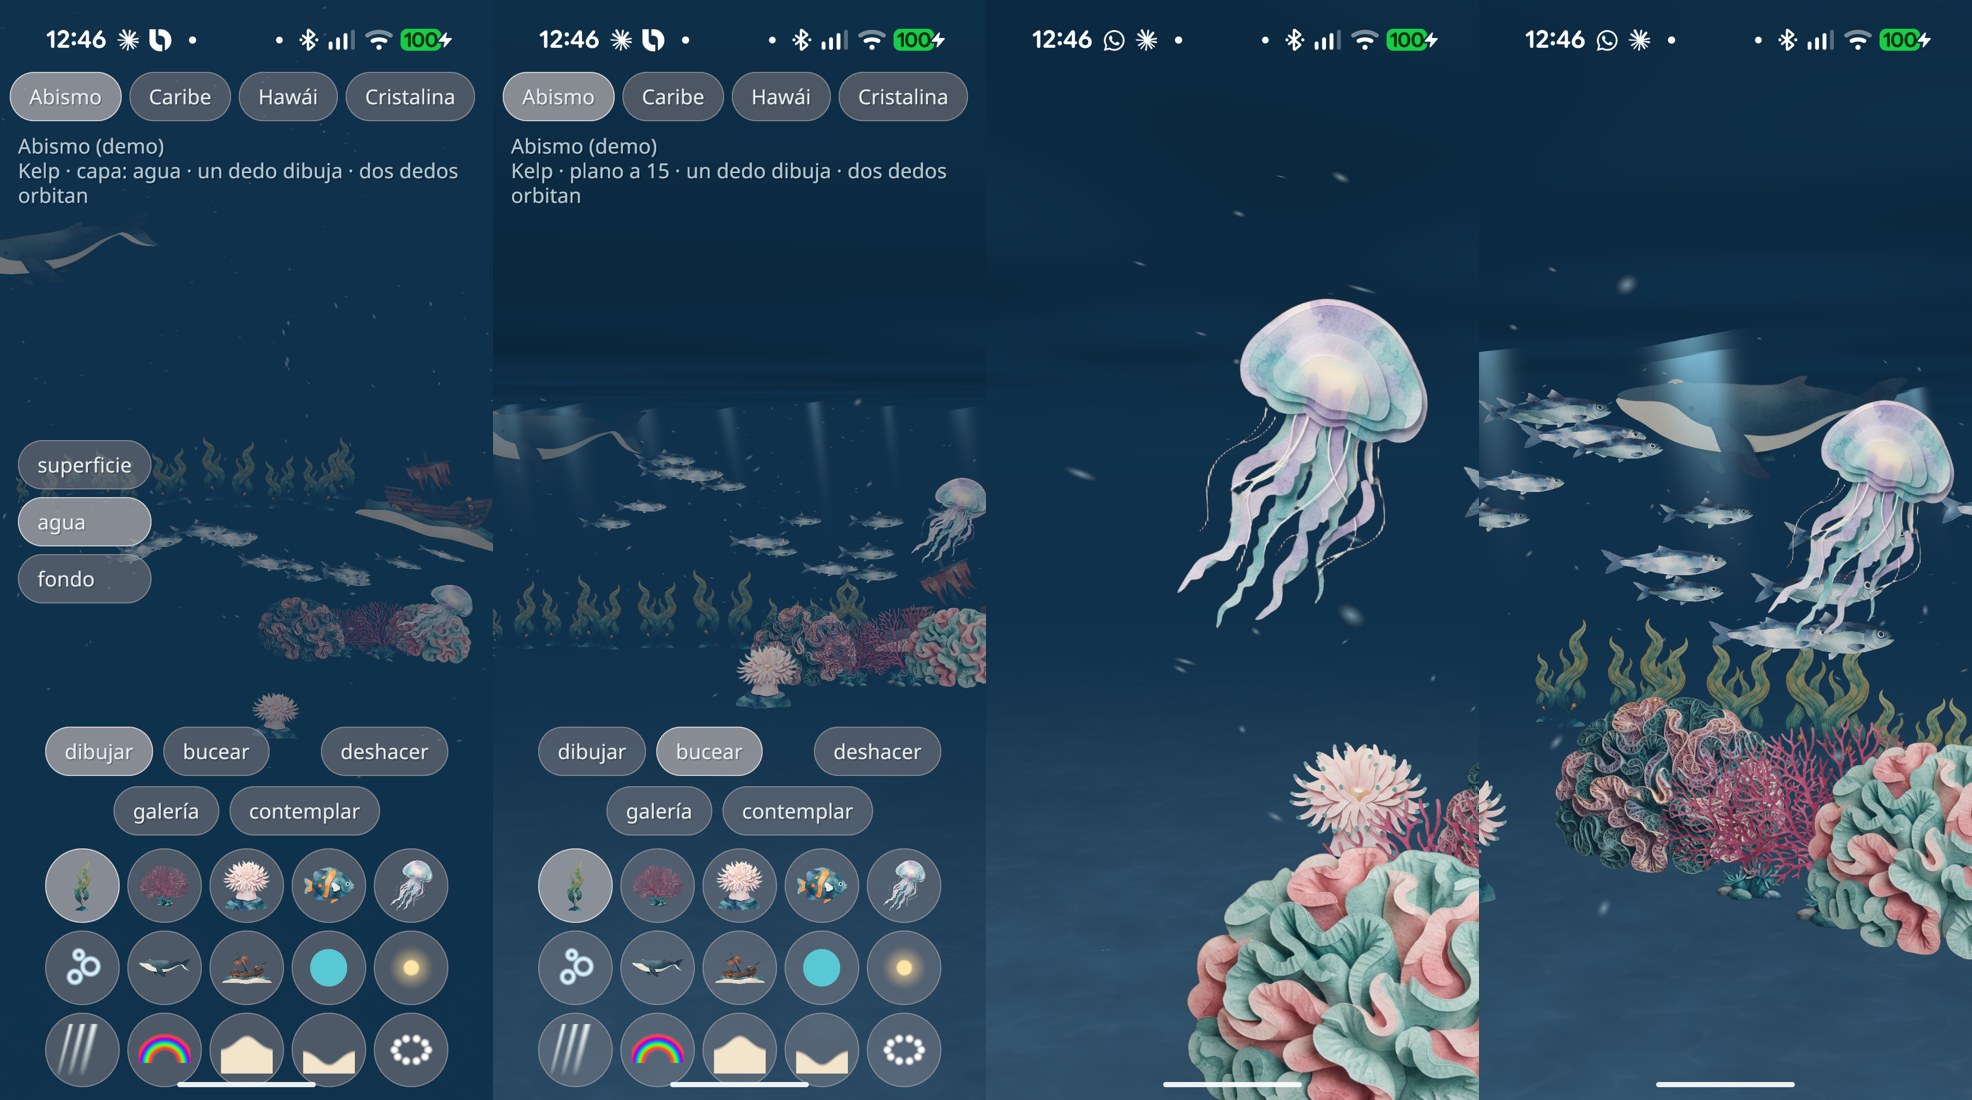 12:46
100
Abismo
Caribe
Hawái
Cristalina
Abismo (demo)
Kelp · capa: agua · un dedo dibuja · dos dedos
orbitan
superficie
agua
fondo
dibujar
bucear
deshacer
galería
contemplar
12:46
100
Abismo
Caribe
Hawái
Cristalina
Abismo (demo)
Kelp · plano a 15 · un dedo dibuja · dos dedos
orbitan
dibujar
bucear
deshacer
galería
contemplar
12:46
100
12:46
100